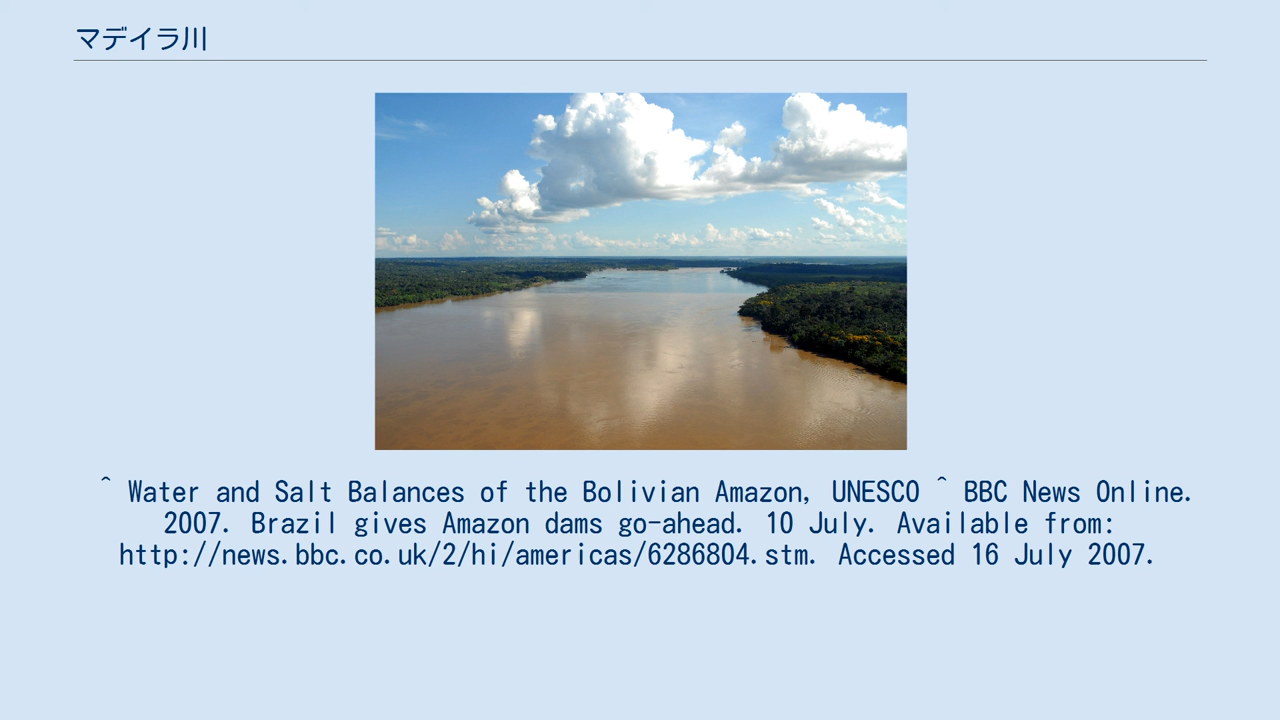 マデイラ川
^ Water and Salt Balances of the Bolivian Amazon, UNESCO ^ BBC News Online.
2007. Brazil gives Amazon dams go-ahead. 10 July. Available from:
http://news.bbc.co.uk/2/hi/americas/6286804.stm. Accessed 16 July 2007.